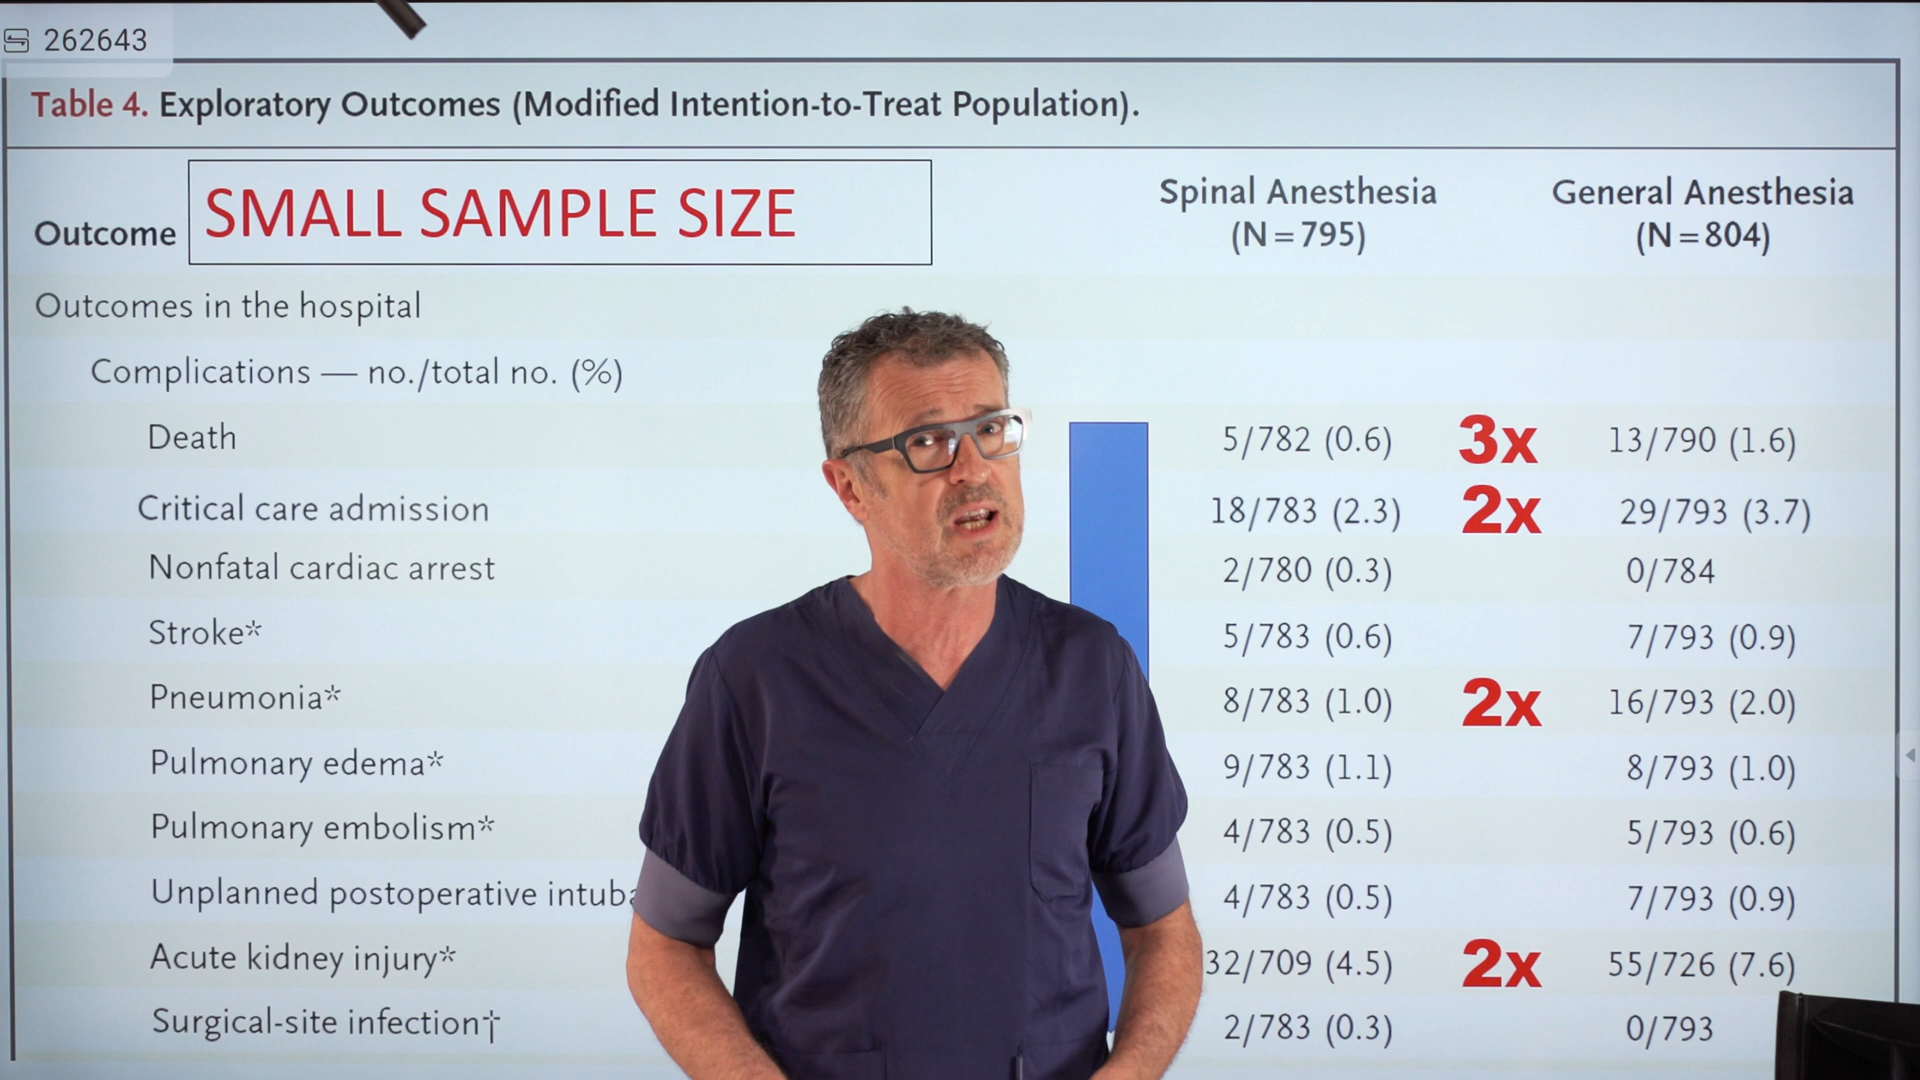 262643
Table 4. Exploratory Outcomes (Modified Intention-to-Treat Population).
Outcome SMALL SAMPLE SIZE Spinal Anesthesia (N=795) General Anesthesia (N=804)
Outcomes in the hospital
Complications — no./total no. (%)
Death 5/782 (0.6) 3x 13/790 (1.6)
Critical care admission 18/783 (2.3) 2x 29/793 (3.7)
Nonfatal cardiac arrest 2/780 (0.3) 0/784
Stroke* 5/783 (0.6) 7/793 (0.9)
Pneumonia* 8/783 (1.0) 2x 16/793 (2.0)
Pulmonary edema* 9/783 (1.1) 8/793 (1.0)
Pulmonary embolism* 4/783 (0.5) 5/793 (0.6)
Unplanned postoperative 4/783 (0.5) 7/793 (0.9)
Acute kidney injury* 32/709 (4.5) 2x 55/726 (7.6)
Surgical-site infection† 2/783 (0.3) 0/793